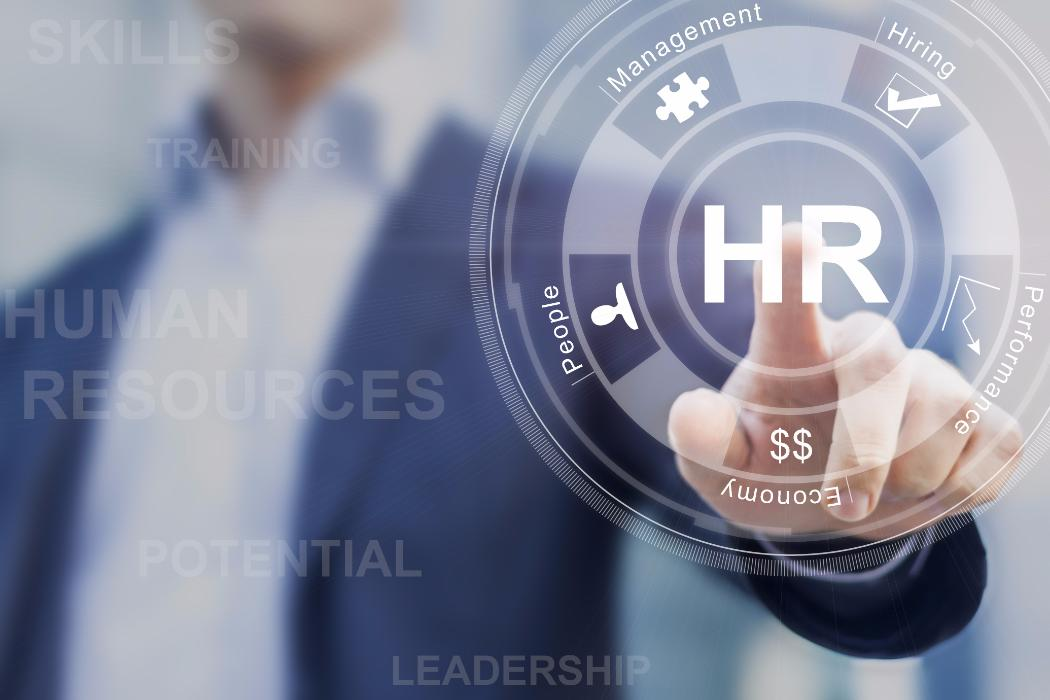 SKILLS
TRAINING
HUMAN
RESOURCES
POTENTIAL
LEADERSHIP
Management
Hiring
HR
People
Performance
$$
Economy